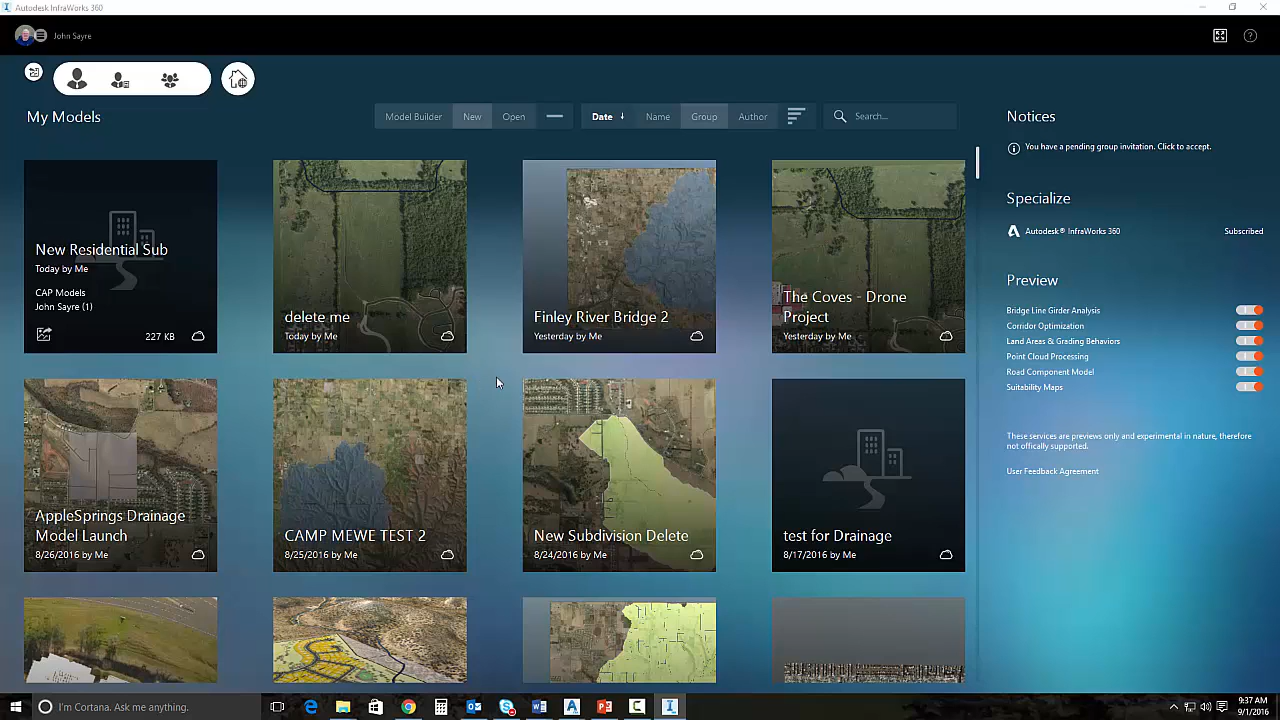 Autodesk InfraWorks 360
John Sayre
My Models
Model Builder New Open Date ↓ Name Group Author Search...
New Residential Sub
Today by Me
CAP Models
John Sayre (1)
227 KB
delete me
Today by Me
Finley River Bridge 2
Yesterday by Me
The Coves - Drone
Project
Yesterday by Me
AppleSprings Drainage
Model Launch
8/26/2016 by Me
CAMP MEWE TEST 2
8/25/2016 by Me
New Subdivision Delete
8/24/2016 by Me
test for Drainage
8/17/2016 by Me
Notices
You have a pending group invitation. Click to accept.
Specialize
Autodesk® InfraWorks 360 Subscribed
Preview
Bridge Line Girder Analysis
Corridor Optimization
Land Areas & Grading Behaviors
Point Cloud Processing
Road Component Model
Suitability Maps
These services are previews only and experimental in nature, therefore
not offically supported.
User Feedback Agreement
I'm Cortana. Ask me anything.
9:37 AM
9/1/2016